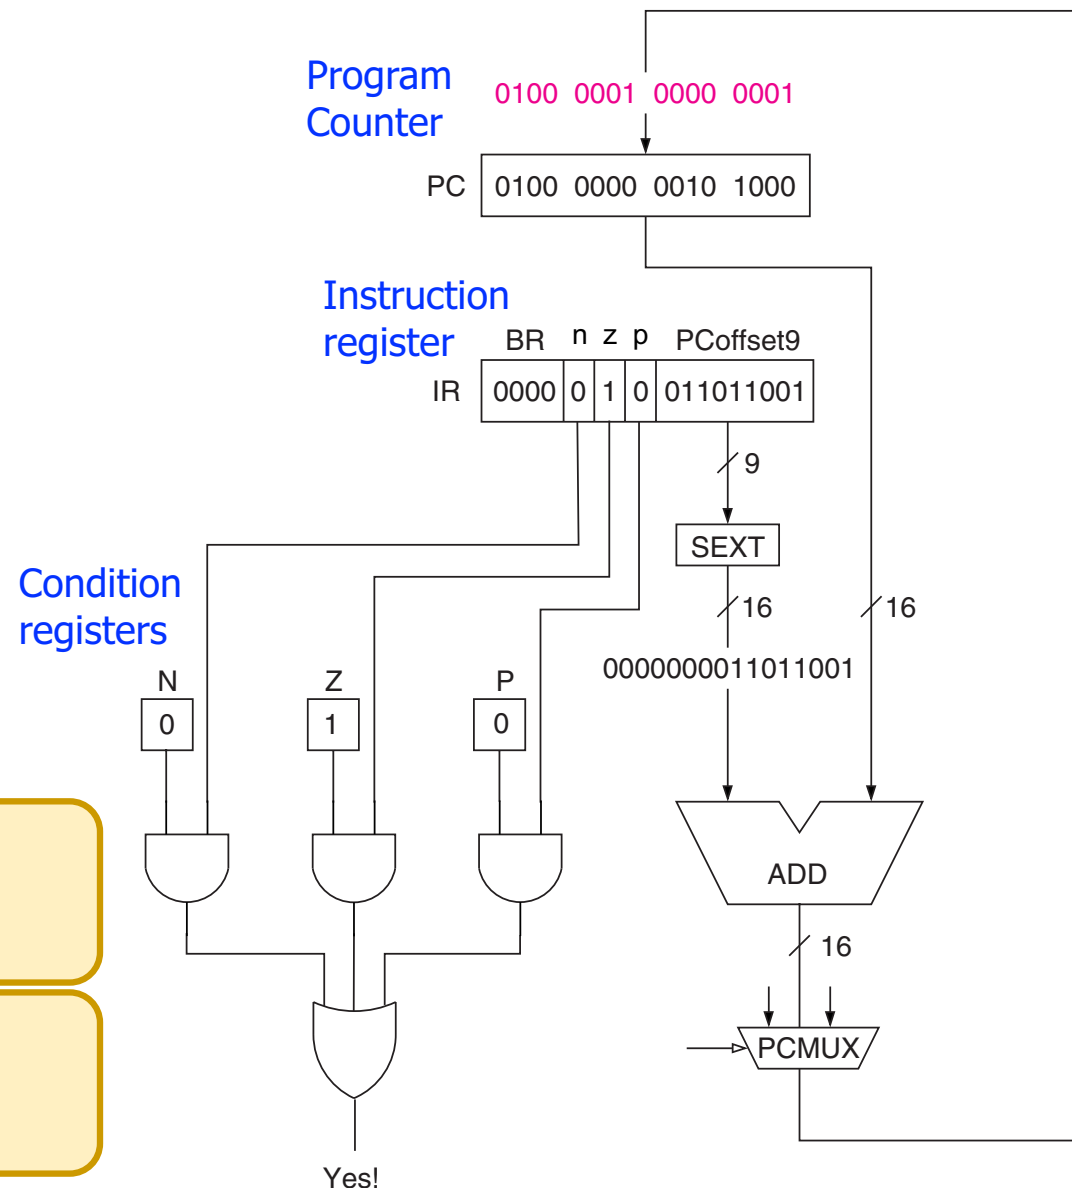 Program
Counter
0100 0001 0000 0001
PC 0100 0000 0010 1000
Instruction
register
BR n z p PCoffset9
IR 0000 0 1 0 011011001
9
SEXT
Condition
registers
16 16
0000000011011001
N Z P
0 1 0
ADD
16
PCMUX
Yes!